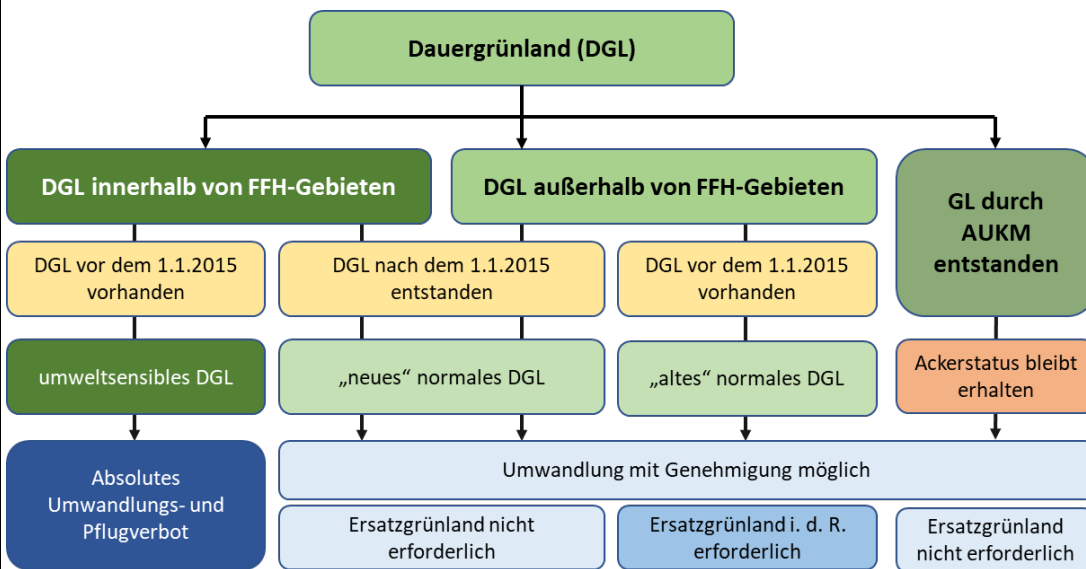 Dauergrünland (DGL)
DGL innerhalb von FFH-Gebieten
DGL außerhalb von FFH-Gebieten
GL durch
AUKM
entstanden
DGL vor dem 1.1.2015
vorhanden
DGL nach dem 1.1.2015
entstanden
DGL vor dem 1.1.2015
vorhanden
umweltsensibles DGL
„neues“ normales DGL
„altes“ normales DGL
Ackerstatus bleibt
erhalten
Absolutes
Umwandlungs- und
Pflugverbot
Umwandlung mit Genehmigung möglich
Ersatzgrünland nicht
erforderlich
Ersatzgrünland i. d. R.
erforderlich
Ersatzgrünland
nicht erforderlich